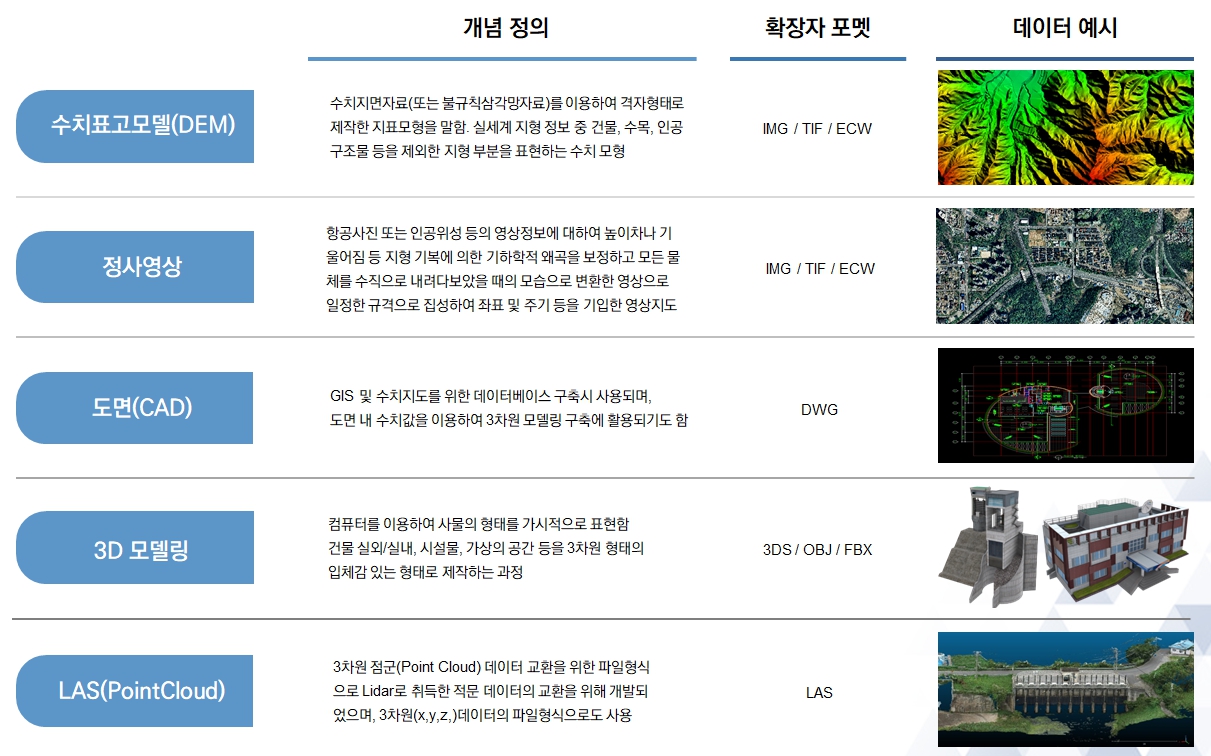 개념 정의
확장자 포멧
데이터 예시
수치표고모델(DEM)
수치지면자료(또는 불규칙삼각망자료)를 이용하여 격자형태로
제작한 지표모형을 말함. 실세계 지형 정보 중 건물, 수목, 인공
구조물 등을 제외한 지형 부분을 표현하는 수치 모형
IMG / TIF / ECW
정사영상
항공사진 또는 인공위성 등의 영상정보에 대하여 높이차나 기
울어짐 등 지형 기복에 의한 기하학적 왜곡을 보정하고 모든 물
체를 수직으로 내려다보았을 때의 모습으로 변환한 영상으로
일정한 규격으로 집성하여 좌표 및 주기 등을 기입한 영상지도
IMG / TIF / ECW
도면(CAD)
GIS 및 수치지도를 위한 데이터베이스 구축시 사용되며,
도면 내 수치값을 이용하여 3차원 모델링 구축에 활용되기도 함
DWG
3D 모델링
컴퓨터를 이용하여 사물의 형태를 가시적으로 표현함
건물 실외/실내, 시설물, 가상의 공간 등을 3차원 형태의
입체감 있는 형태로 제작하는 과정
3DS / OBJ / FBX
LAS(PointCloud)
3차원 점군(Point Cloud) 데이터 교환을 위한 파일형식
으로 Lidar로 취득한 적문 데이터의 교환을 위해 개발되
었으며, 3차원(x,y,z,)데이터의 파일형식으로도 사용
LAS